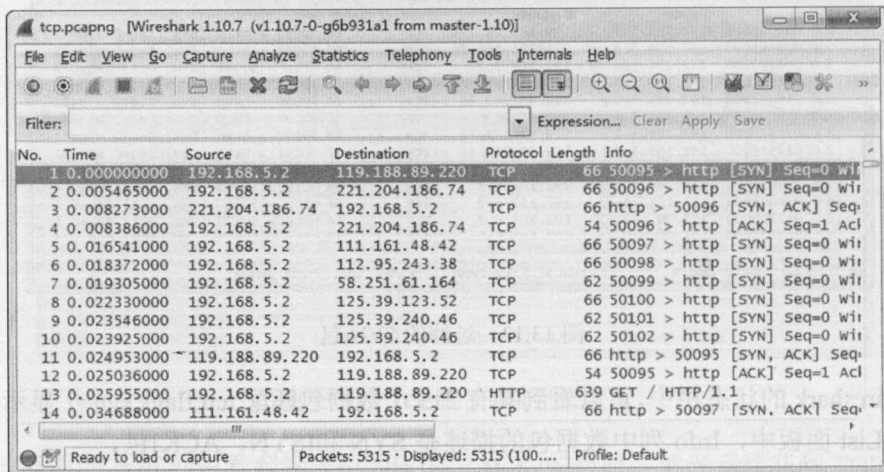 tcp.pcapng [Wireshark 1.10.7 (v1.10.7-0-g6b931a1 from master-1.10)]
File Edit View Go Capture Analyze Statistics Telephony Tools Internals Help
Filter: Expression... Clear Apply Save
No. Time Source Destination Protocol Length Info
1 0.000000000 192.168.5.2 119.188.89.220 TCP 66 50095 > http [SYN] Seq=0 Wir
2 0.005465000 192.168.5.2 221.204.186.74 TCP 66 50096 > http [SYN] Seq=0 Wir
3 0.008273000 221.204.186.74 192.168.5.2 TCP 66 http > 50096 [SYN, ACK] Seq=
4 0.008386000 192.168.5.2 221.204.186.74 TCP 54 50096 > http [ACK] Seq=1 Ack
5 0.016541000 192.168.5.2 111.161.48.42 TCP 66 50097 > http [SYN] Seq=0 Wir
6 0.018372000 192.168.5.2 112.95.243.38 TCP 66 50098 > http [SYN] Seq=0 Wir
7 0.019305000 192.168.5.2 58.251.61.164 TCP 62 50099 > http [SYN] Seq=0 Wir
8 0.022330000 192.168.5.2 125.39.123.52 TCP 66 50100 > http [SYN] Seq=0 Wir
9 0.023546000 192.168.5.2 125.39.240.46 TCP 62 50101 > http [SYN] Seq=0 Wir
10 0.023925000 192.168.5.2 125.39.240.46 TCP 62 50102 > http [SYN] Seq=0 Wir
11 0.024953000 119.188.89.220 192.168.5.2 TCP 66 http > 50095 [SYN, ACK] Seq=
12 0.025036000 192.168.5.2 119.188.89.220 TCP 54 50095 > http [ACK] Seq=1 Ack
13 0.025955000 192.168.5.2 119.188.89.220 HTTP 639 GET / HTTP/1.1
14 0.034688000 111.161.48.42 192.168.5.2 TCP 66 http > 50097 [SYN, ACK] Seq=
Ready to load or capture Packets: 5315 · Displayed: 5315 (100.... Profile: Default